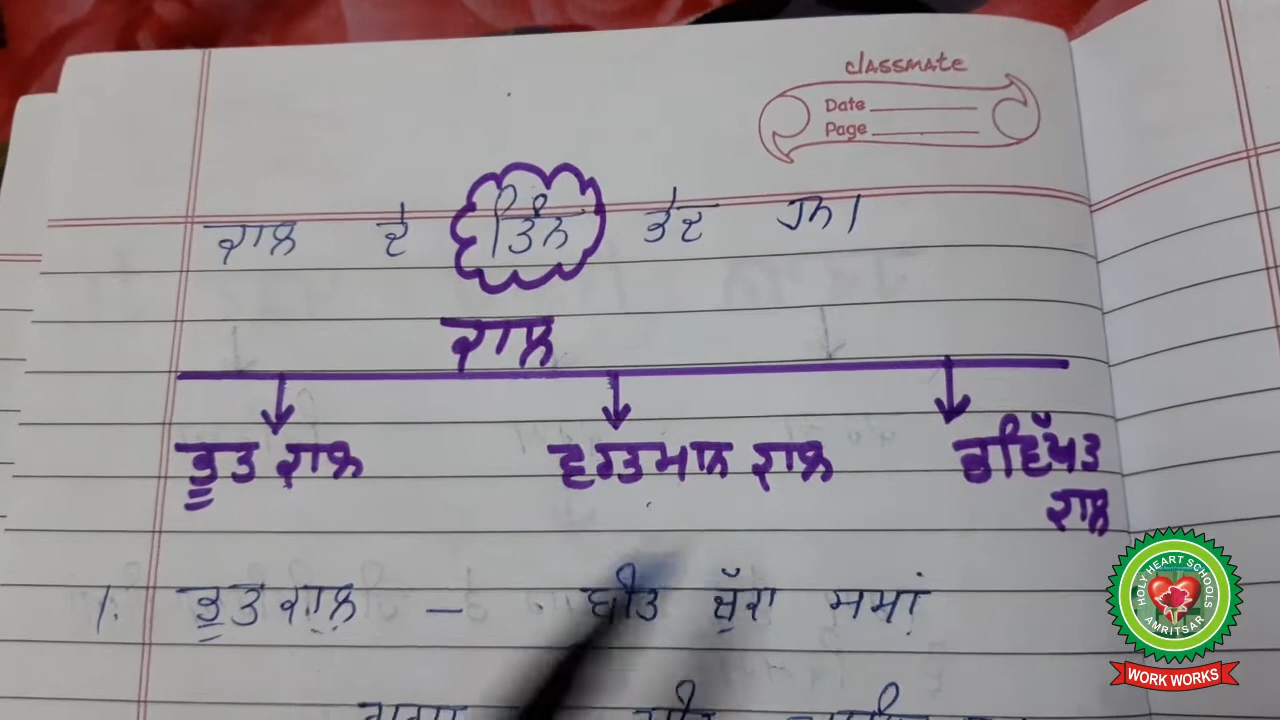 classmate
Date
Page
ਕਾਲ ਦੇ ਤਿੰਨ ਭੇਦ ਹਨ।
ਕਾਲ
ਭੂਤ ਕਾਲ ਵਰਤਮਾਨ ਕਾਲ ਭਵਿੱਖਤ
ਕਾਲ
1. ਭੂਤ ਕਾਲ਼ — ਬੀਤ ਚੁੱਕਾ ਸਮਾਂ
HOLY HEART SCHOOLS
AMRITSAR
WORK WORKS